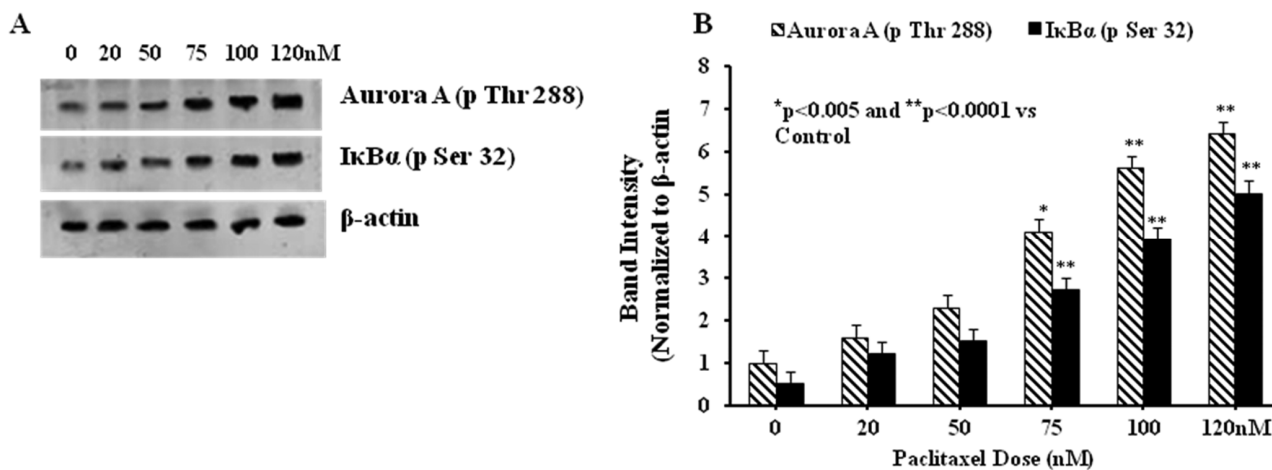 A
0 20 50 75 100 120nM
Aurora A (p Thr 288)
IκBα (p Ser 32)
β-actin
B
Aurora A (p Thr 288) IκBα (p Ser 32)
*p<0.005 and **p<0.0001 vs
Control
Band Intensity
(Normalized to β-actin
8
7
6
5
4
3
2
1
0
* ** ** ** ** **
0 20 50 75 100 120nM
Paclitaxel Dose (nM)